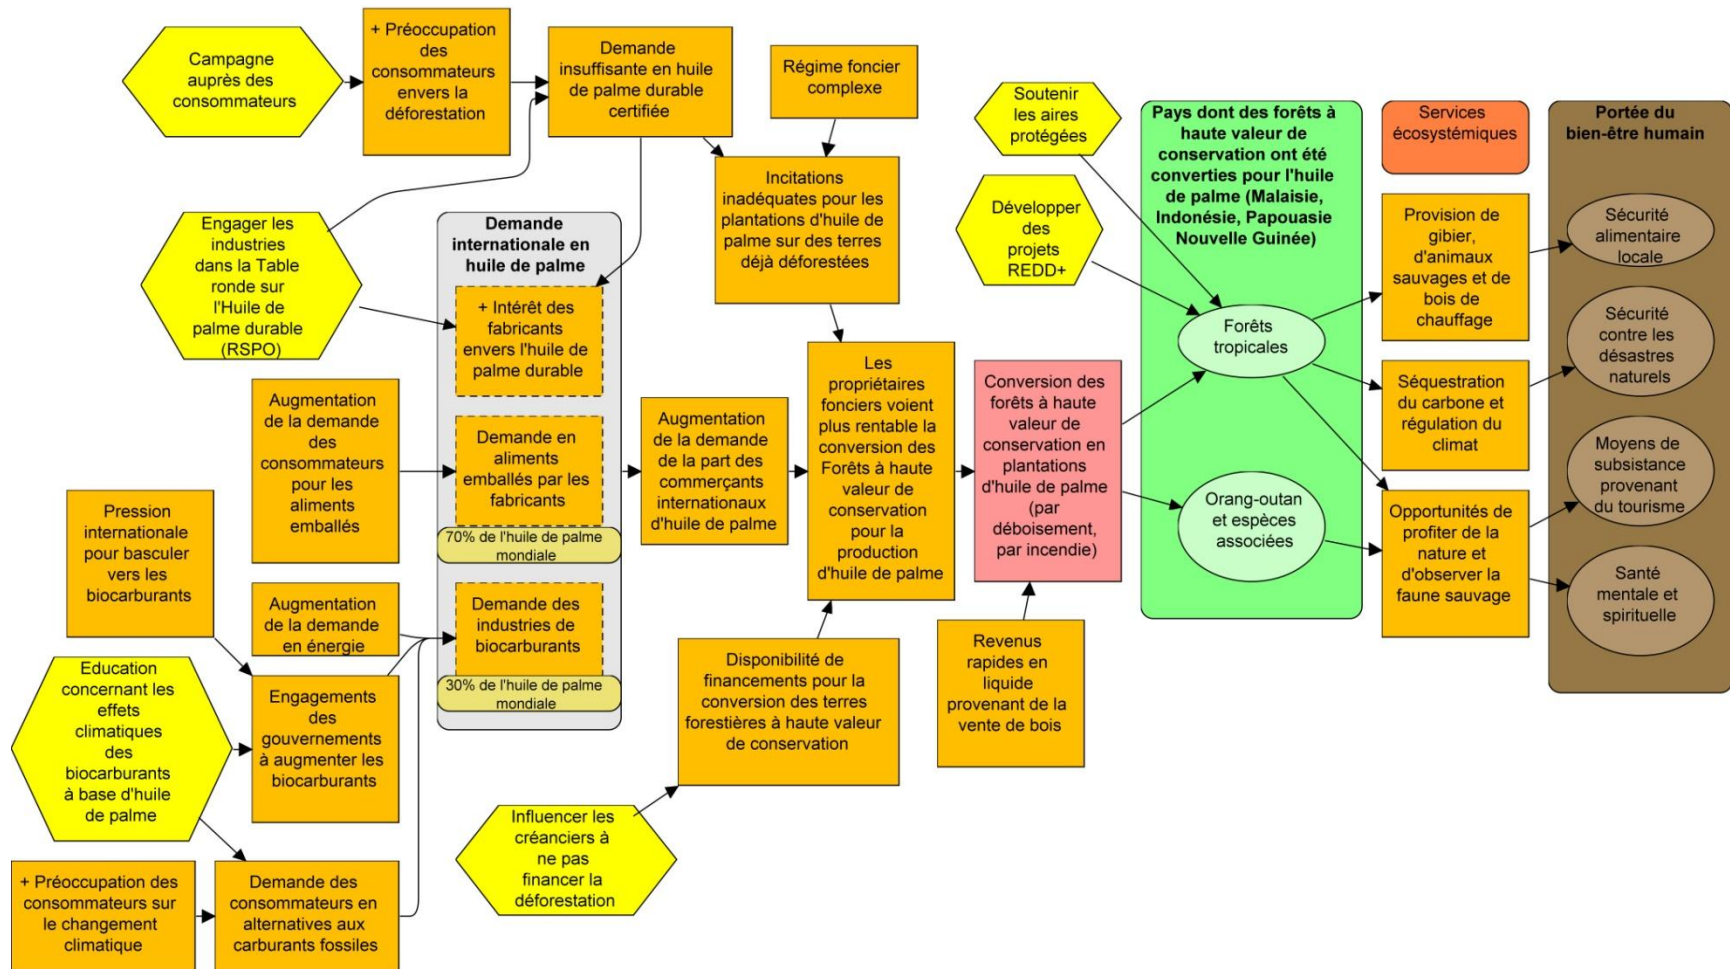 Campagne
auprès des
consommateurs
+ Préoccupation
des
consommateurs
envers la
déforestation
Demande
insuffisante en huile
de palme durable
certifiée
Régime foncier
complexe
Soutenir
les aires
protégées
Pays dont des forêts à
haute valeur de
conservation ont été
converties pour l'huile
de palme (Malaisie,
Indonésie, Papouasie
Nouvelle Guinée)
Services
écosystémiques
Portée du
bien-être humain
Engager les
industries
dans la Table
ronde sur
l'Huile de
palme durable
(RSPO)
Demande
internationale en
huile de palme
Incitations
inadéquates pour les
plantations d'huile de
palme sur des terres
déjà déforestées
Développer
des
projets
REDD+
Provision de
gibier,
d'animaux
sauvages et de
bois de
chauffage
Sécurité
alimentaire
locale
+ Intérêt des
fabricants
envers l'huile de
palme durable
Forêts
tropicales
Sécurité
contre les
désastres
naturels
Augmentation
de la demande
des
consommateurs
pour les
aliments
emballés
Demande en
aliments
emballés par les
fabricants
70% de l'huile de palme
mondiale
Augmentation
de la demande
de la part des
commerçants
internationaux
d'huile de palme
Les
propriétaires
fonciers voient
plus rentable la
conversion des
Forêts à haute
valeur de
conservation
pour la
production
d'huile de palme
Conversion des
forêts à haute
valeur de
conservation en
plantations
d'huile de palme
(par
déboisement,
par incendie)
Séquestration
du carbone et
régulation du
climat
Moyens de
subsistance
provenant
du tourisme
Orang-outan
et espèces
associées
Opportunités de
profiter de la
nature et
d'observer la
faune sauvage
Santé
mentale et
spirituelle
Pression
internationale
pour basculer
vers les
biocarburants
Augmentation
de la demande
en énergie
Demande des
industries de
biocarburants
30% de l'huile de palme
mondiale
Education
concernant les
effets
climatiques
des
biocarburants
à base d'huile
de palme
Engagements des
gouvernements
à augmenter les
biocarburants
Disponibilité de
financements pour la
conversion des terres
forestières à haute valeur
de conservation
Revenus
rapides en
liquide
provenant de la
vente de bois
Influencer les
créanciers à
ne pas
financer la
déforestation
+ Préoccupation des
consommateurs sur
le changement
climatique
Demande des
consommateurs en
alternatives aux
carburants fossiles